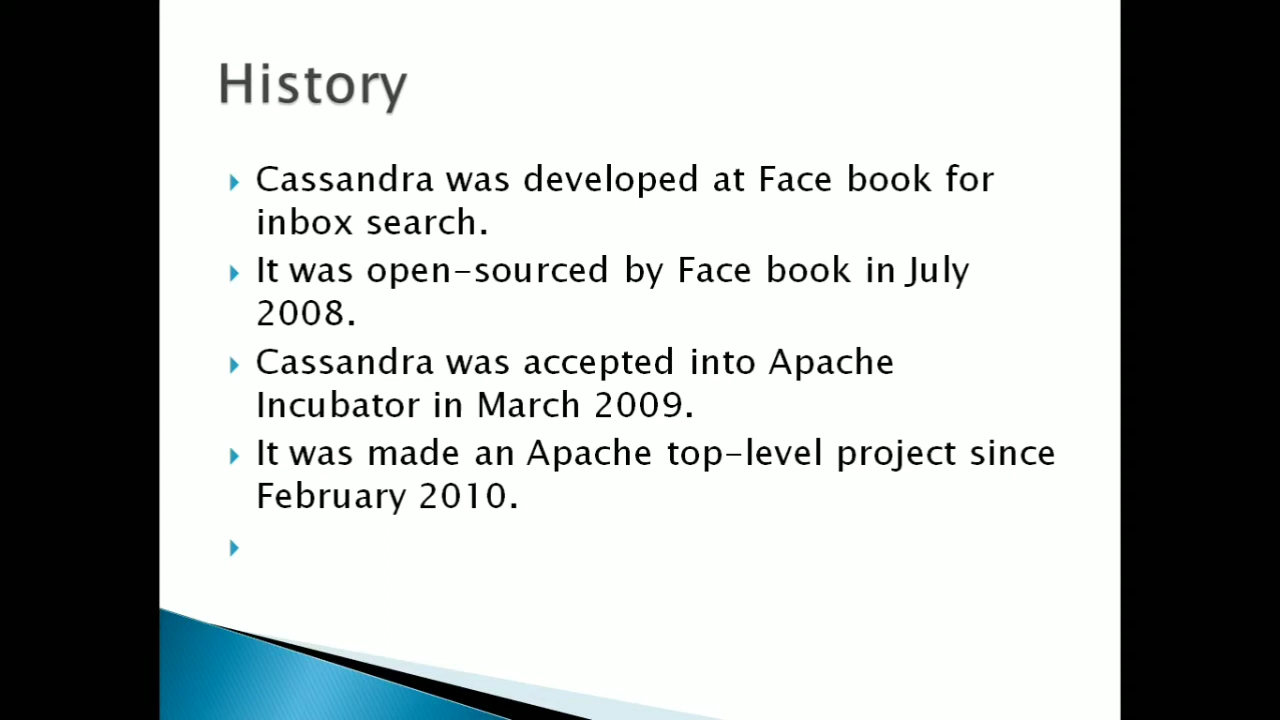 History
Cassandra was developed at Face book for
inbox search.
It was open-sourced by Face book in July
2008.
Cassandra was accepted into Apache
Incubator in March 2009.
It was made an Apache top-level project since
February 2010.